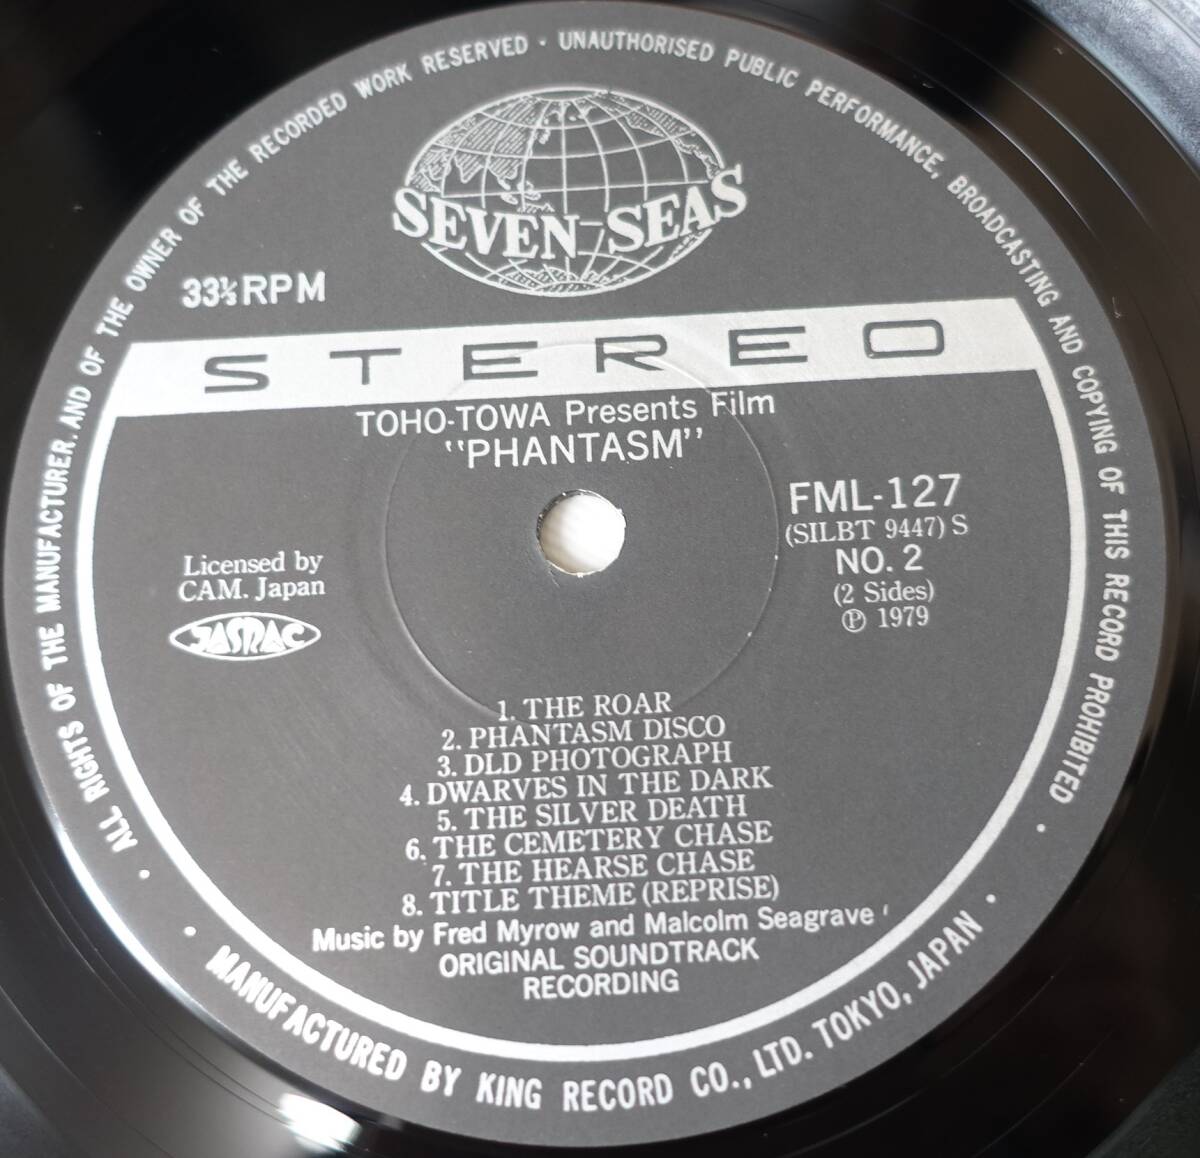 · ALL RIGHTS OF THE MANUFACTURER. AND OF THE OWNER OF THE RECORDED WORK RESERVED · UNAUTHORISED PUBLIC PERFORMANCE, BROADCASTING AND COPYING OF THIS RECORD PROHIBITED ·
SEVEN-SEAS
33⅓RPM
STEREO
TOHO-TOWA Presents Film
"PHANTASM"
FML-127
(SILBT 9447) S
NO. 2
(2 Sides)
Ⓟ 1979
Licensed by
CAM. Japan
JASRAC
1. THE ROAR
2. PHANTASM DISCO
3. DLD PHOTOGRAPH
4. DWARVES IN THE DARK
5. THE SILVER DEATH
6. THE CEMETERY CHASE
7. THE HEARSE CHASE
8. TITLE THEME (REPRISE)
Music by Fred Myrow and Malcolm Seagrave
ORIGINAL SOUNDTRACK
RECORDING
· MANUFACTURED BY KING RECORD CO., LTD. TOKYO, JAPAN ·